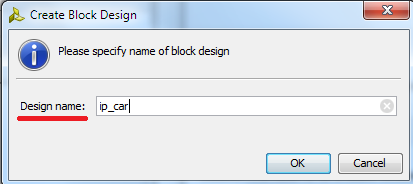 Create Block Design
Please specify name of block design
Design name: ip_car
OK Cancel